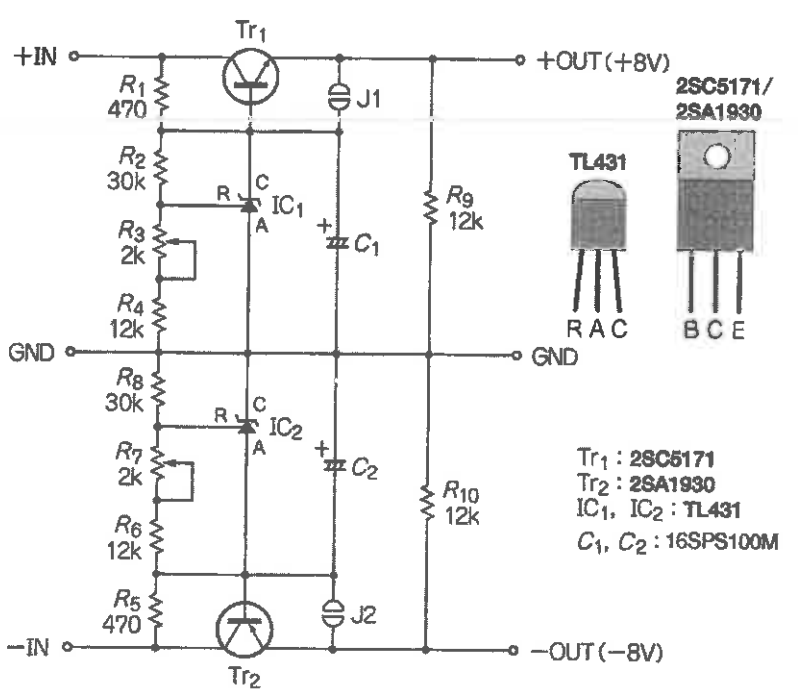 Tr1
+IN
+OUT(+8V)
R1
470
J1
2SC5171/
2SA1930
R2
30k
TL431
R C IC1
A
R9
12k
R3
2k
+ C1
R4
12k
R A C
B C E
GND
GND
R8
30k
R C IC2
A
R7
2k
+ C2
Tr1 : 2SC5171
Tr2 : 2SA1930
IC1, IC2 : TL431
C1, C2 : 16SPS100M
R10
12k
R6
12k
R5
470
J2
−IN
−OUT(−8V)
Tr2